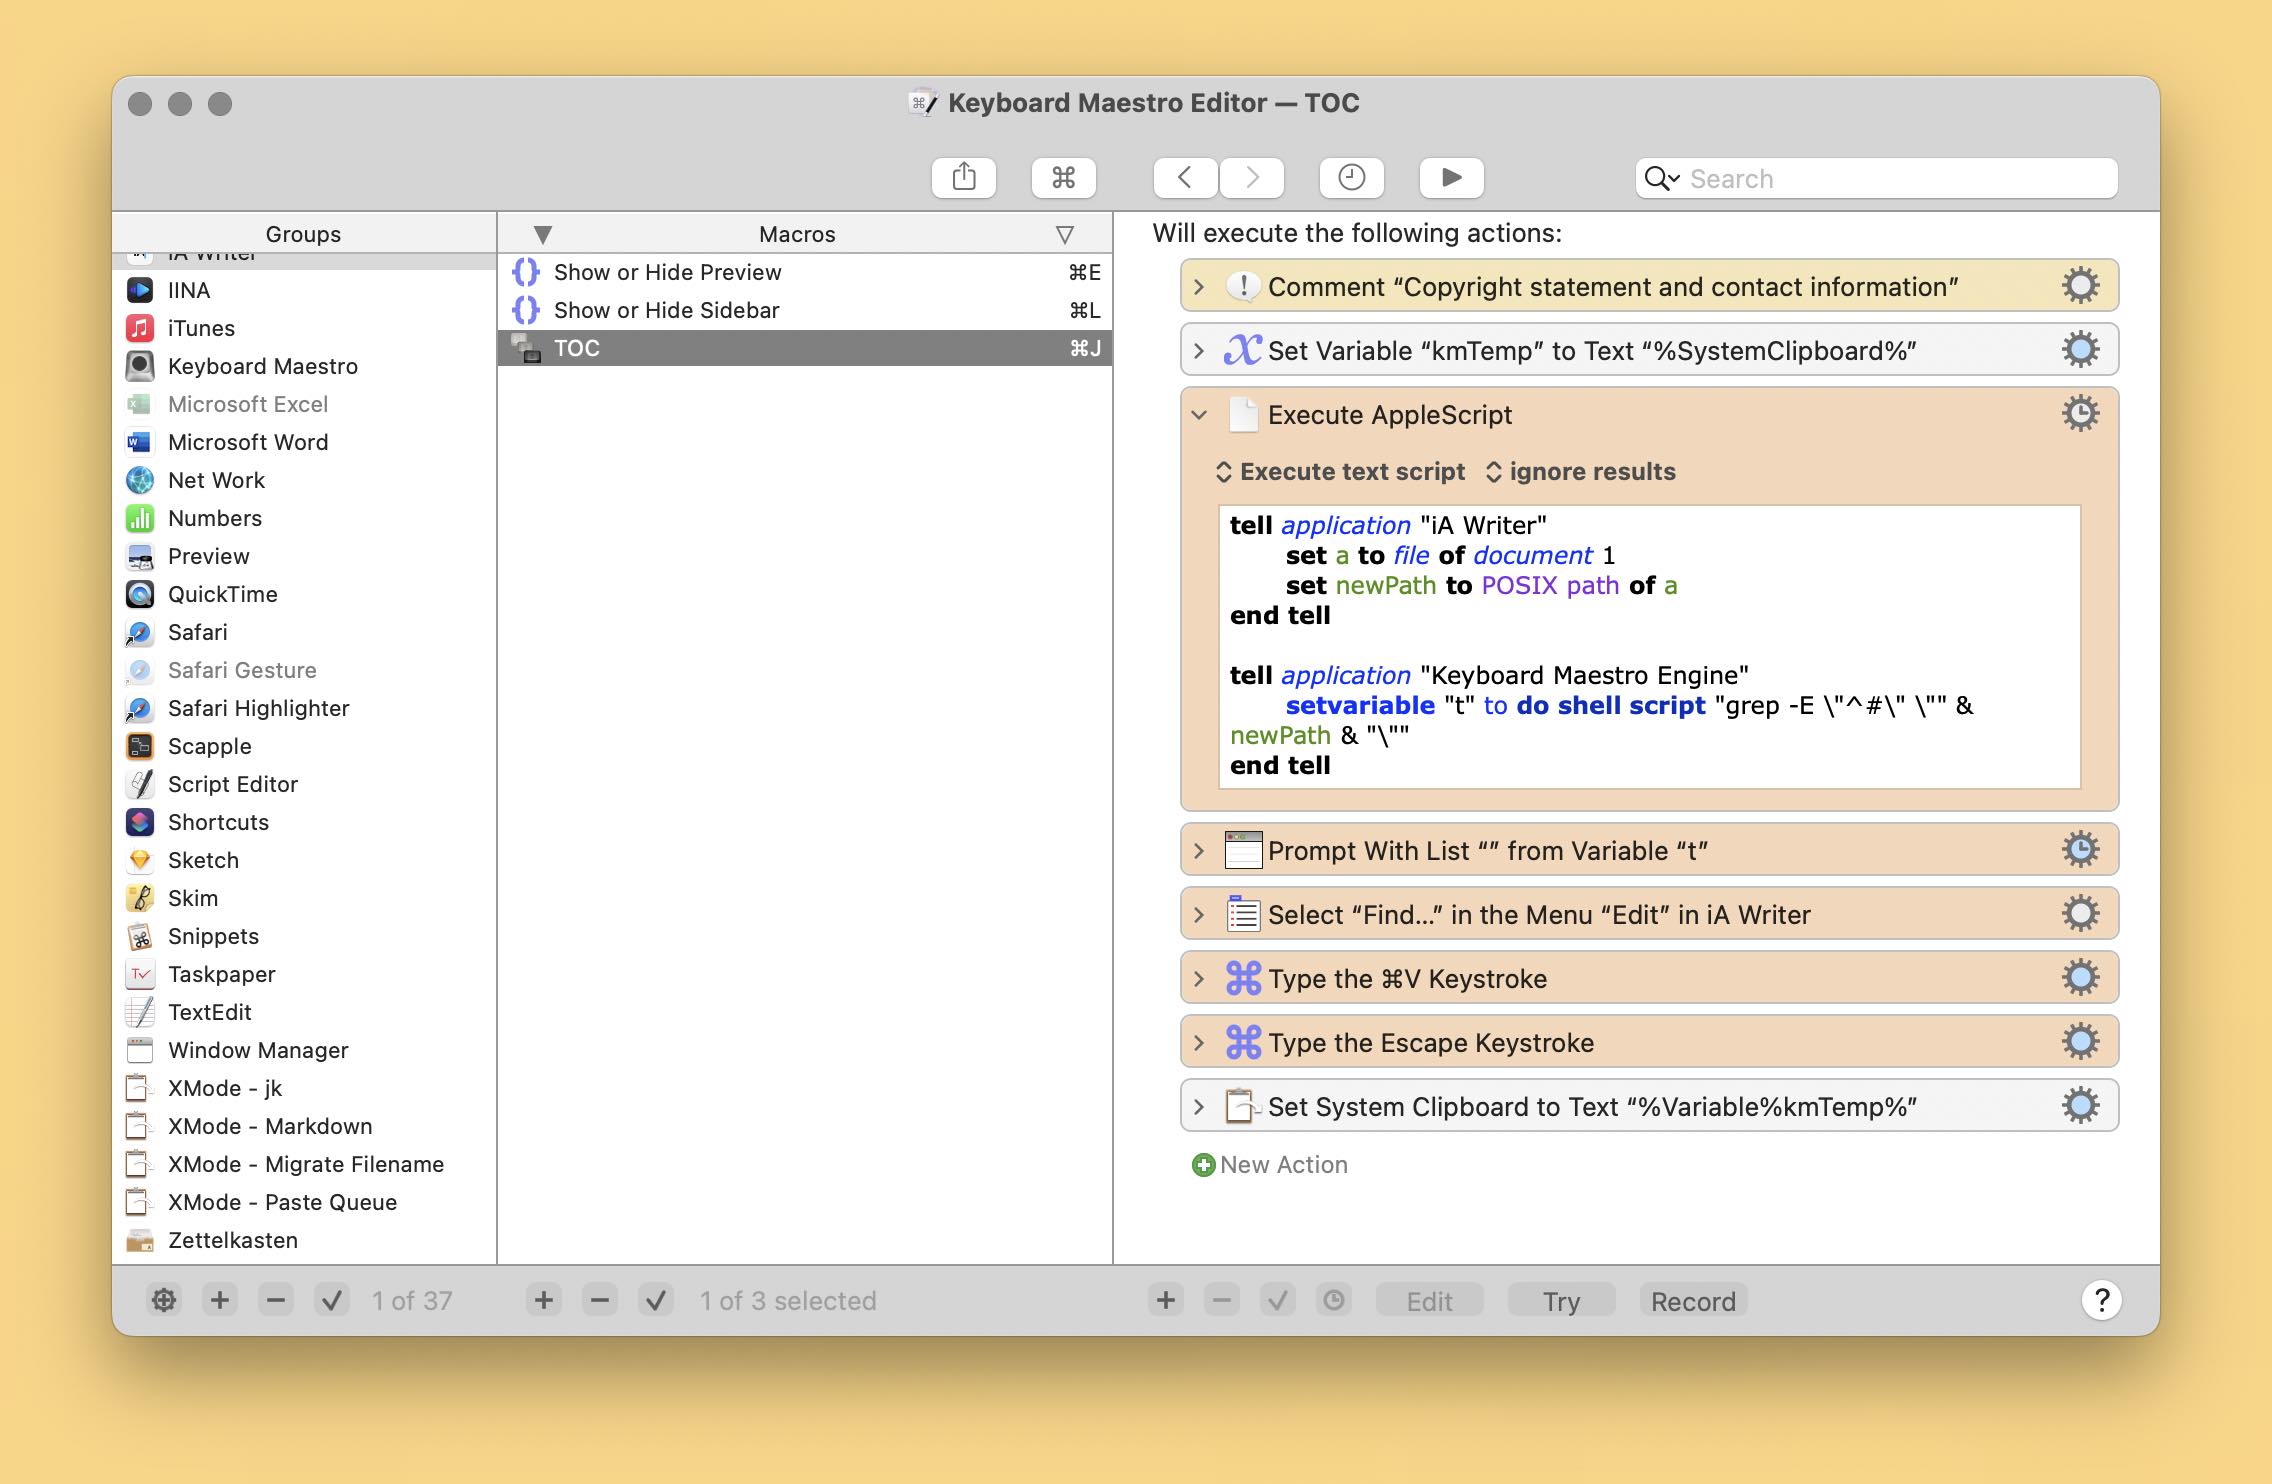 Keyboard Maestro Editor — TOC
Search
Groups
iA Writer
IINA
iTunes
Keyboard Maestro
Microsoft Excel
Microsoft Word
Net Work
Numbers
Preview
QuickTime
Safari
Safari Gesture
Safari Highlighter
Scapple
Script Editor
Shortcuts
Sketch
Skim
Snippets
Taskpaper
TextEdit
Window Manager
XMode - jk
XMode - Markdown
XMode - Migrate Filename
XMode - Paste Queue
Zettelkasten
1 of 37
Macros
Show or Hide Preview ⌘E
Show or Hide Sidebar ⌘L
TOC ⌘J
1 of 3 selected
Will execute the following actions:
Comment “Copyright statement and contact information”
Set Variable “kmTemp” to Text “%SystemClipboard%”
Execute AppleScript
Execute text script ignore results
tell application "iA Writer"
set a to file of document 1
set newPath to POSIX path of a
end tell
tell application "Keyboard Maestro Engine"
setvariable "t" to do shell script "grep -E \"^#\" \"" &
newPath & "\""
end tell
Prompt With List “” from Variable “t”
Select “Find…” in the Menu “Edit” in iA Writer
Type the ⌘V Keystroke
Type the Escape Keystroke
Set System Clipboard to Text “%Variable%kmTemp%”
New Action
Edit Try Record ?